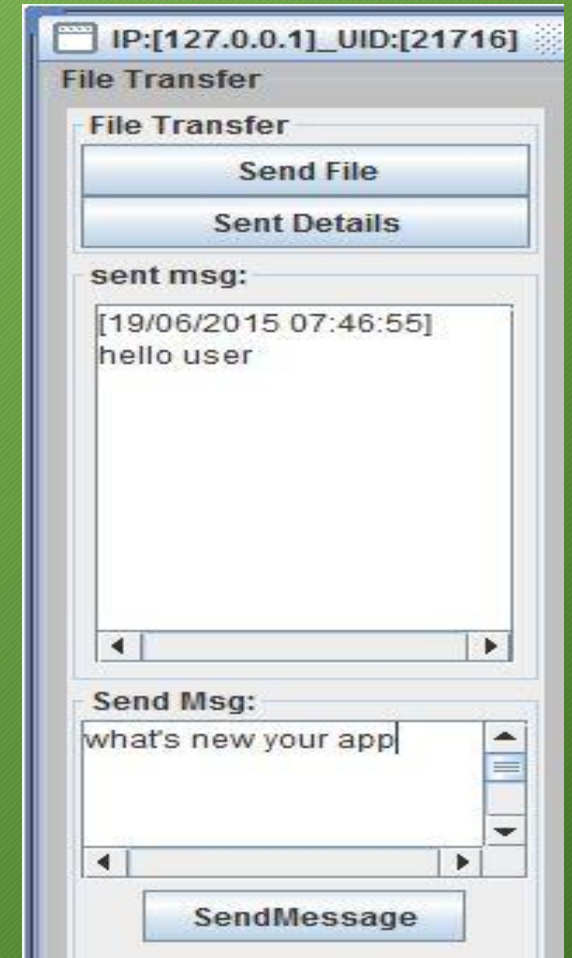 IP:[127.0.0.1]_UID:[21716]
File Transfer
File Transfer
Send File
Sent Details
sent msg:
[19/06/2015 07:46:55]
hello user
Send Msg:
what's new your app
SendMessage